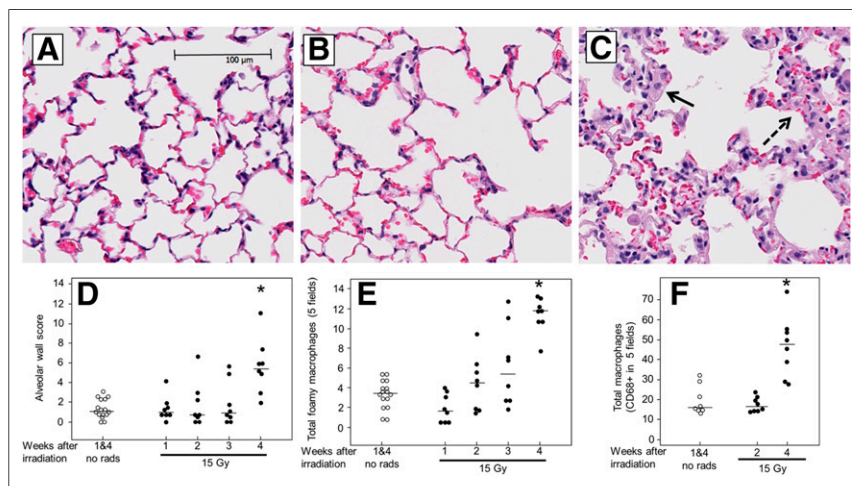 A
100 µm
B
C
D
*
Alveolar wall score
14
12
10
8
6
4
2
0
Weeks after
irradiation
1&4
no rads
1
2
3
4
15 Gy
E
*
Total foamy macrophages (5 fields)
14
12
10
8
6
4
2
0
Weeks after
irradiation
1&4
no rads
1
2
3
4
15 Gy
F
*
Total macrophages
(CD68+ in 5 fields)
70
60
50
40
30
20
10
0
Weeks after
irradiation
1&4
no rads
2
4
15 Gy